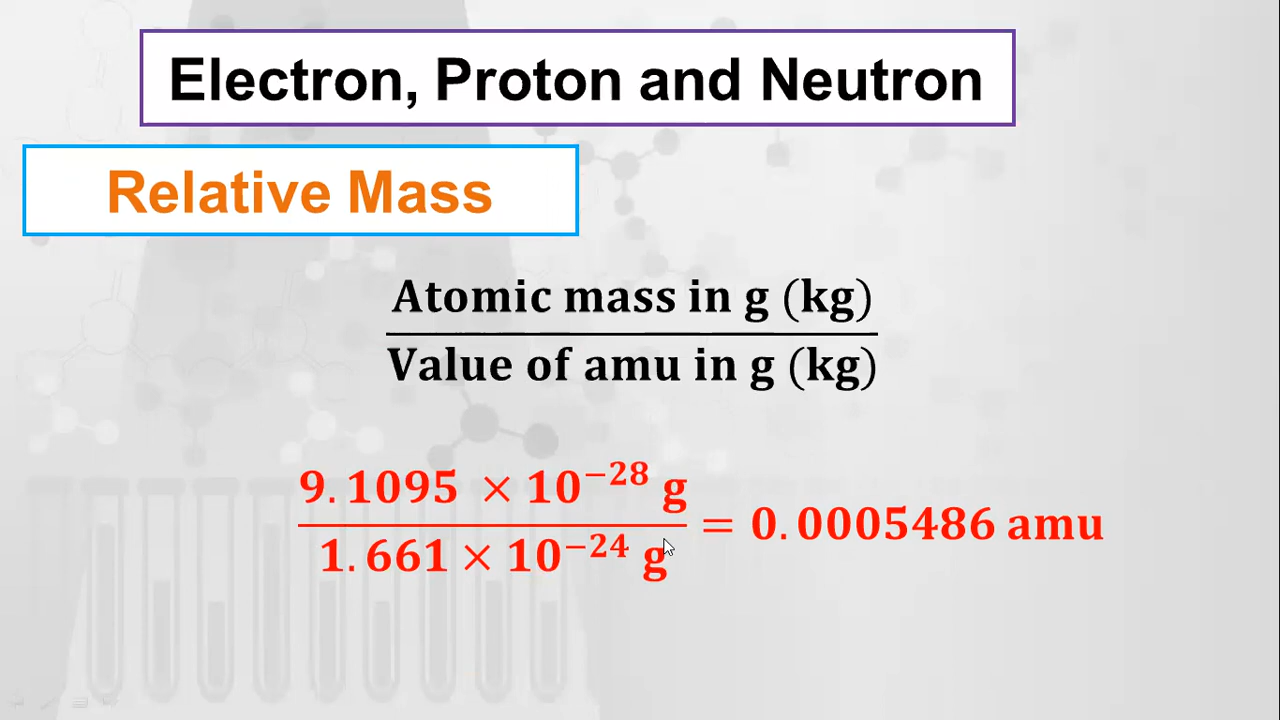 Electron, Proton and Neutron
Relative Mass
Atomic mass in g (kg)
Value of amu in g (kg)
9.1095 × 10⁻²⁸ g
1.661 × 10⁻²⁴ g
= 0.0005486 amu